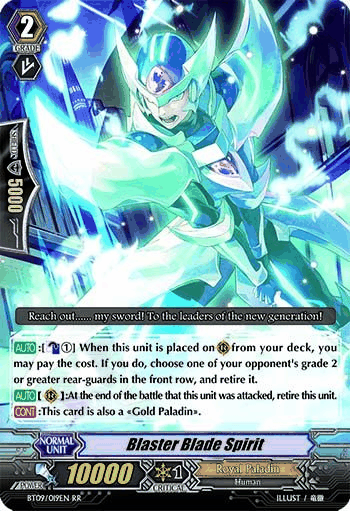 2
GRADE
SHIELD
5000
Reach out...... my sword! To the leaders of the new generation!
AUTO:[①] When this unit is placed on from your deck, you
may pay the cost. If you do, choose one of your opponent's grade 2
or greater rear-guards in the front row, and retire it.
AUTO[ ]:At the end of the battle that this unit was attacked, retire this unit.
CONT:This card is also a «Gold Paladin».
NORMAL
UNIT
Blaster Blade Spirit
POWER 10000 1 CRITICAL
Royal Paladin
Human
BT09/019EN RR
ILLUST / 竜徹